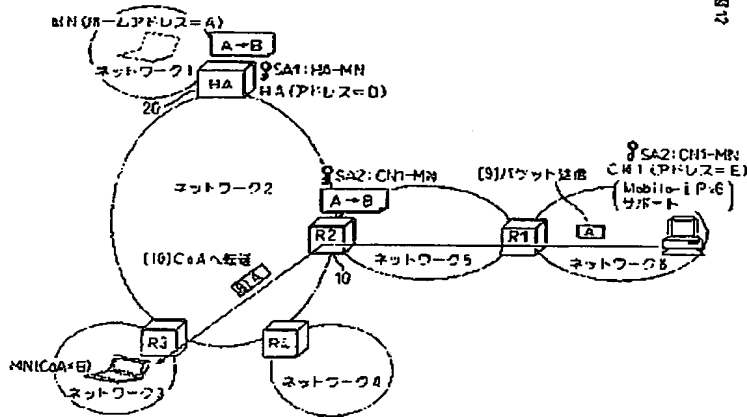 図17
MN(ホームアドレス=A)
A→B
ネットワーク1
SA1:HA-MN
HA
HA(アドレス=D)
20
SA2:CN1-MN
SA2:CN1-MN
CN1(アドレス=E)
[9]パケット送信
(Mobile-iPv6
サポート)
ネットワーク2
A→B
A
R2
R1
[10]CoAへ転送
10
ネットワーク5
ネットワーク6
B A
R3
R4
MN(CoA=B)
ネットワーク3
ネットワーク4